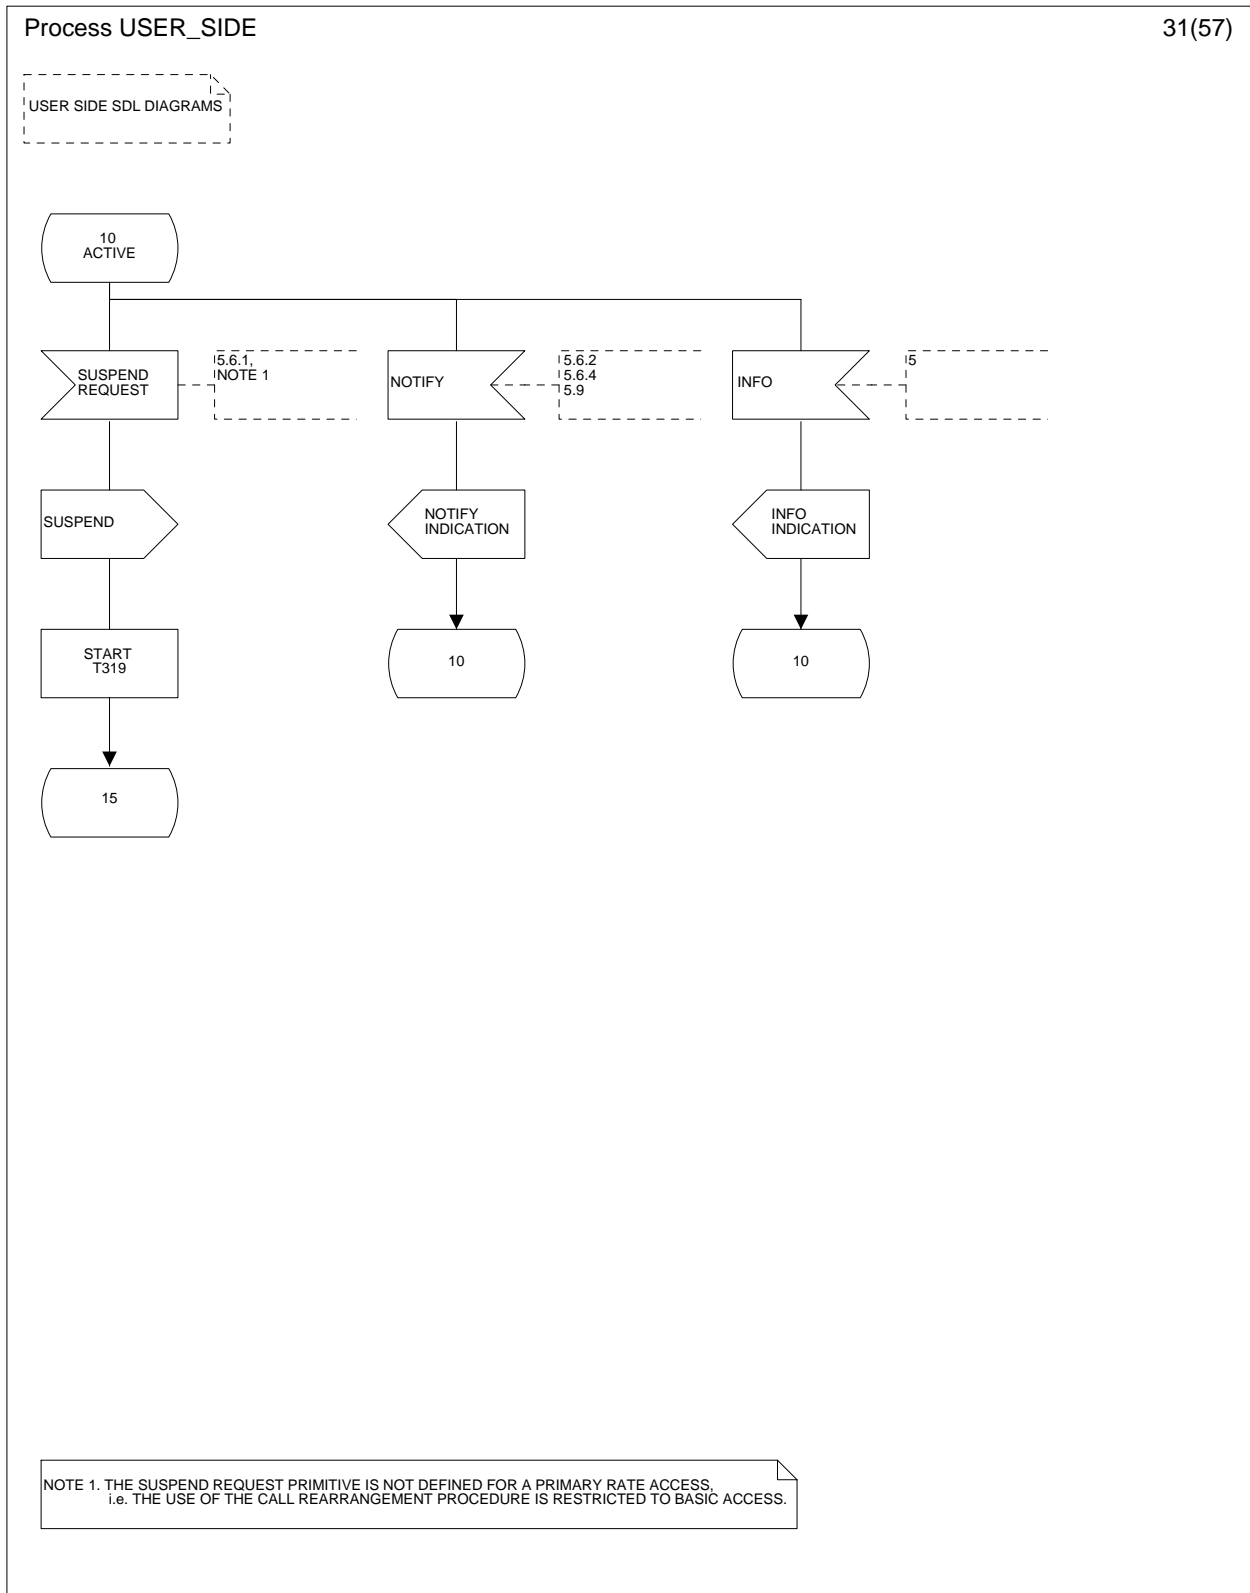 Process USER_SIDE
31(57)
USER SIDE SDL DIAGRAMS
10
ACTIVE
SUSPEND
REQUEST
5.6.1,
NOTE 1
NOTIFY
5.6.2
5.6.4
5.9
INFO
5
SUSPEND
NOTIFY
INDICATION
INFO
INDICATION
START
T319
10
10
15
NOTE 1. THE SUSPEND REQUEST PRIMITIVE IS NOT DEFINED FOR A PRIMARY RATE ACCESS,
i.e. THE USE OF THE CALL REARRANGEMENT PROCEDURE IS RESTRICTED TO BASIC ACCESS.